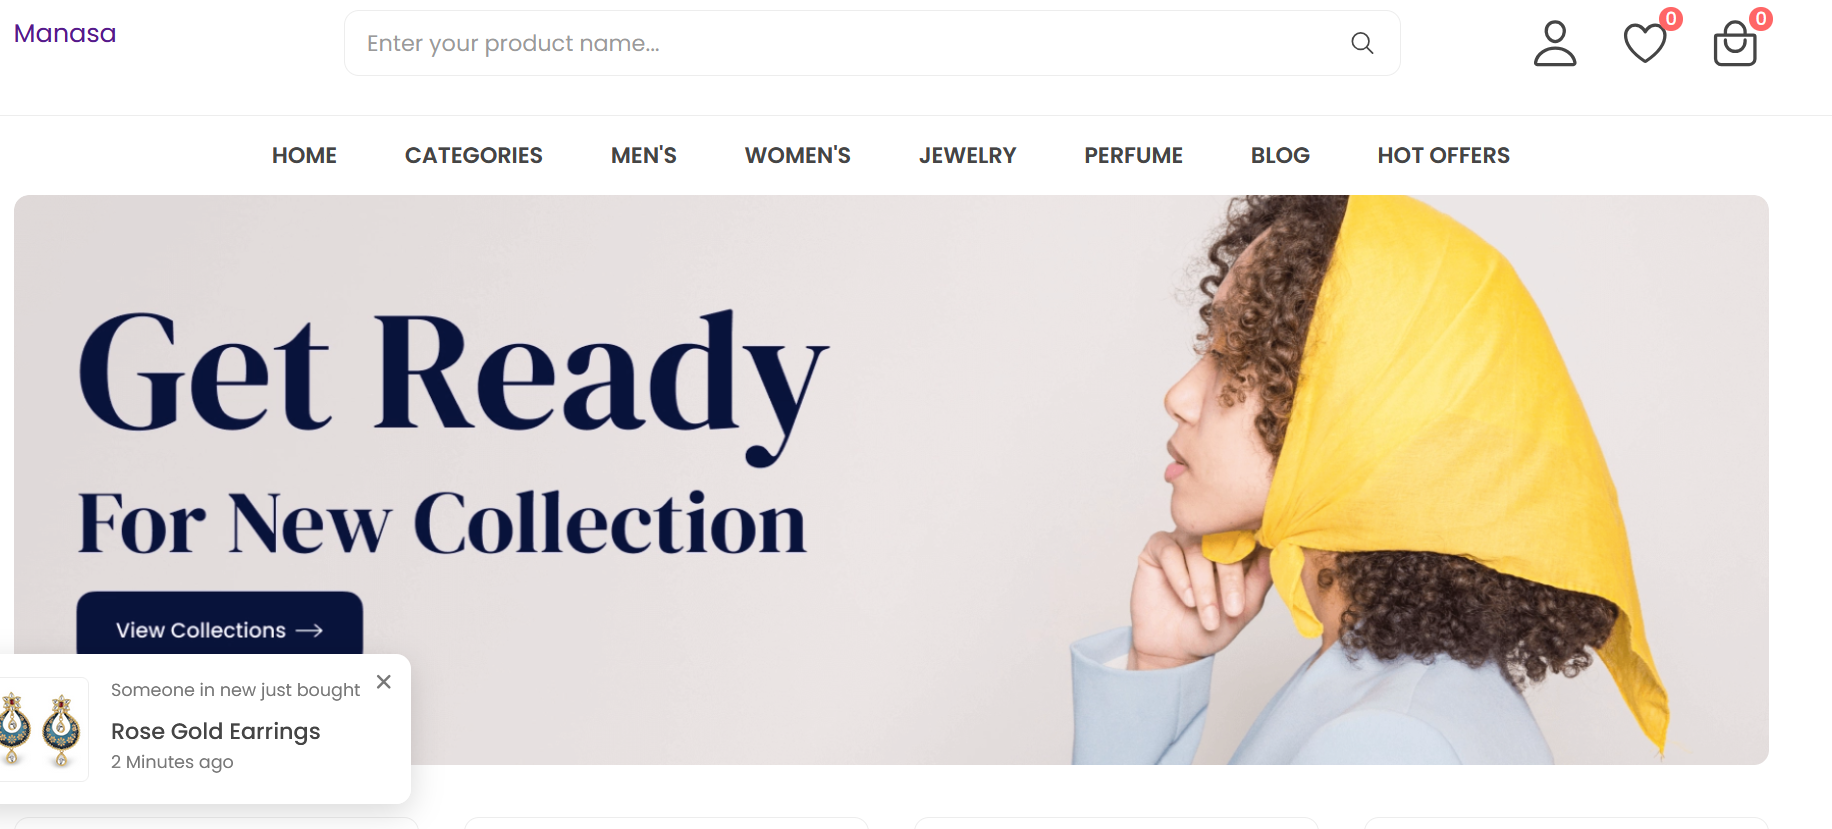 Manasa
Enter your product name...
0
0
HOME CATEGORIES MEN'S WOMEN'S JEWELRY PERFUME BLOG HOT OFFERS
Get Ready
For New Collection
View Collections →
Someone in new just bought
Rose Gold Earrings
2 Minutes ago